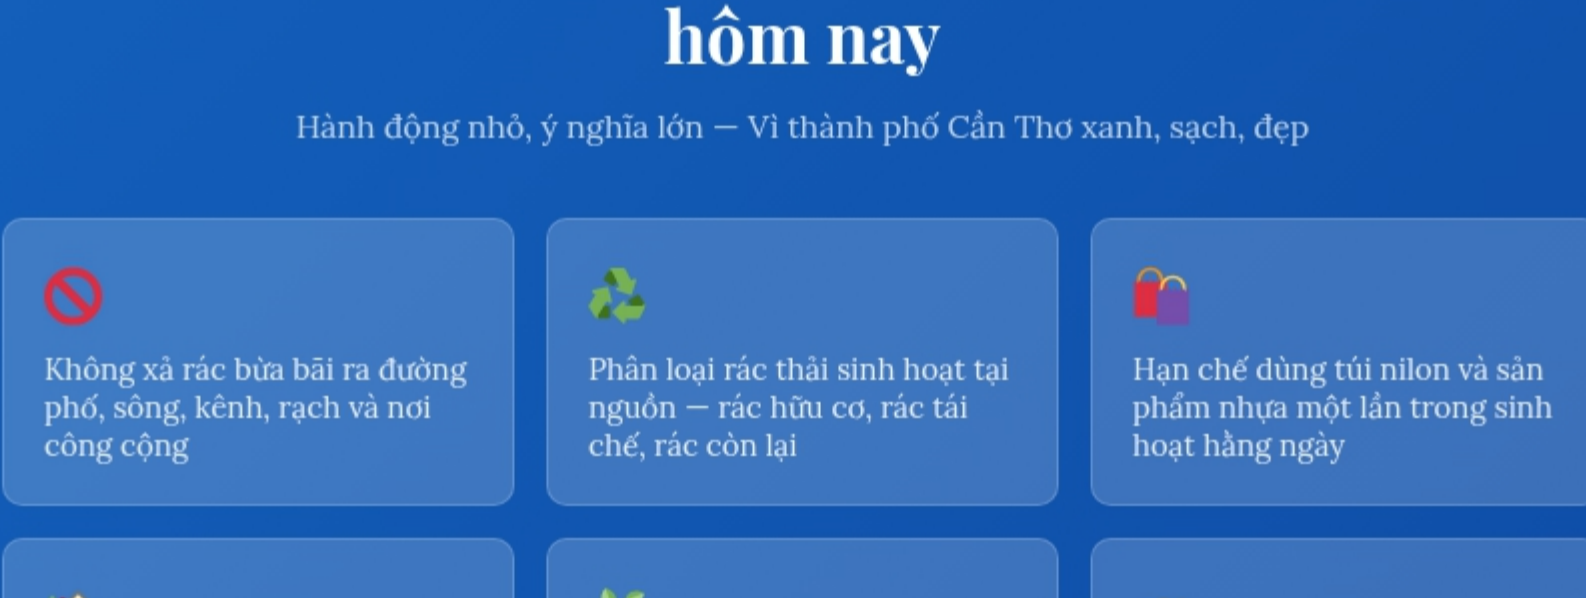 hôm nay
Hành động nhỏ, ý nghĩa lớn — Vì thành phố Cần Thơ xanh, sạch, đẹp
Không xả rác bừa bãi ra đường
phố, sông, kênh, rạch và nơi
công cộng
Phân loại rác thải sinh hoạt tại
nguồn — rác hữu cơ, rác tái
chế, rác còn lại
Hạn chế dùng túi nilon và sản
phẩm nhựa một lần trong sinh
hoạt hằng ngày